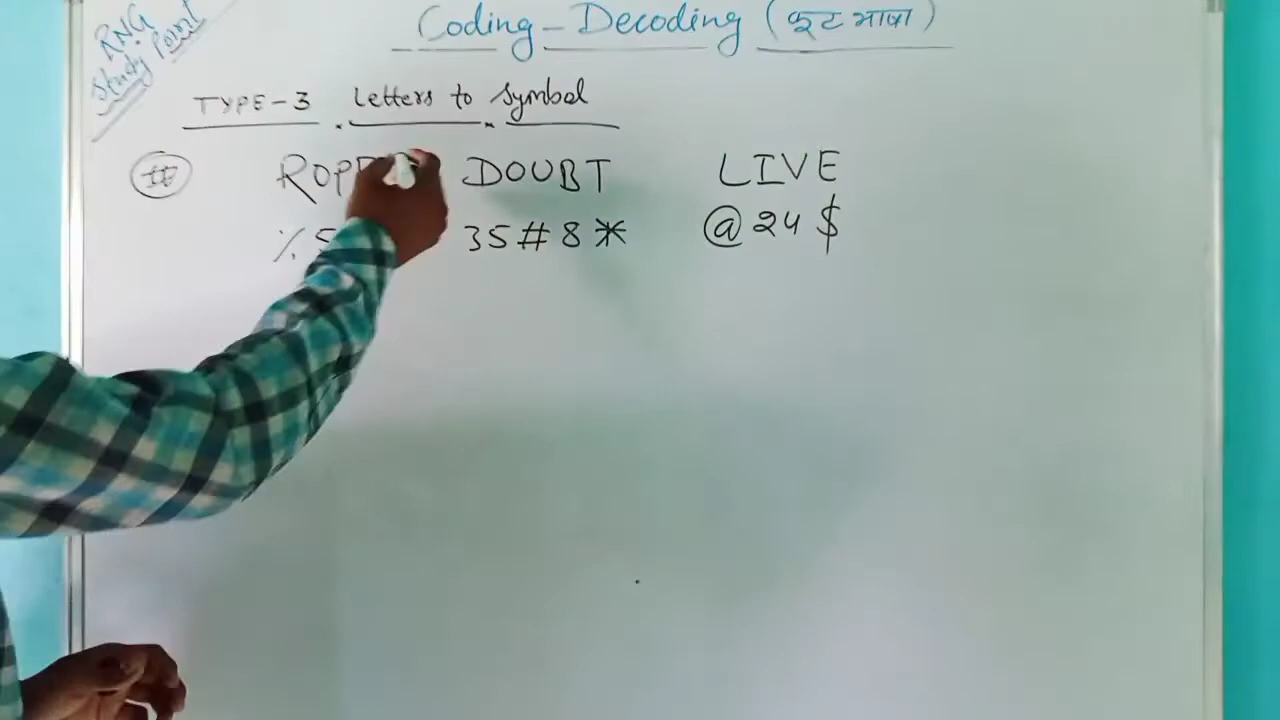 RNG
Study Point
Coding-Decoding (कूट भाषा)
TYPE-3 Letters to Symbol
# DOUBT LIVE
35#8* @24$